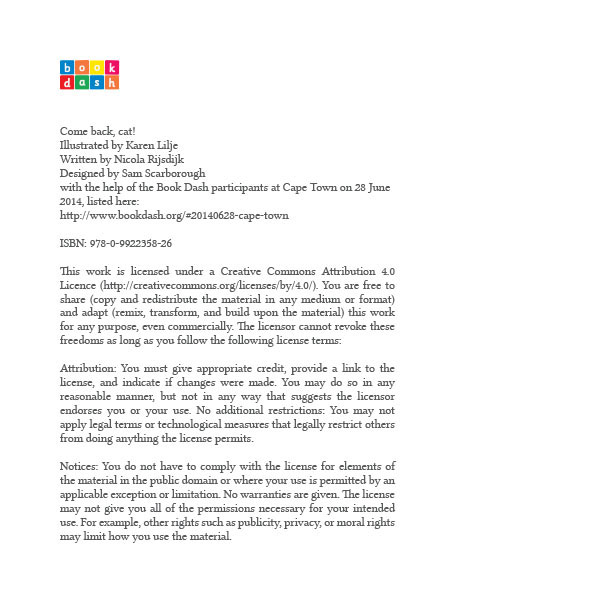 book
dash
Come back, cat!
Illustrated by Karen Lilje
Written by Nicola Rijsdijk
Designed by Sam Scarborough
with the help of the Book Dash participants at Cape Town on 28 June
2014, listed here:
http://www.bookdash.org/#20140628-cape-town
ISBN: 978-0-9922358-26
This work is licensed under a Creative Commons Attribution 4.0
Licence (http://creativecommons.org/licenses/by/4.0/). You are free to
share (copy and redistribute the material in any medium or format)
and adapt (remix, transform, and build upon the material) this work
for any purpose, even commercially. The licensor cannot revoke these
freedoms as long as you follow the following license terms:
Attribution: You must give appropriate credit, provide a link to the
license, and indicate if changes were made. You may do so in any
reasonable manner, but not in any way that suggests the licensor
endorses you or your use. No additional restrictions: You may not
apply legal terms or technological measures that legally restrict others
from doing anything the license permits.
Notices: You do not have to comply with the license for elements of
the material in the public domain or where your use is permitted by an
applicable exception or limitation. No warranties are given. The license
may not give you all of the permissions necessary for your intended
use. For example, other rights such as publicity, privacy, or moral rights
may limit how you use the material.